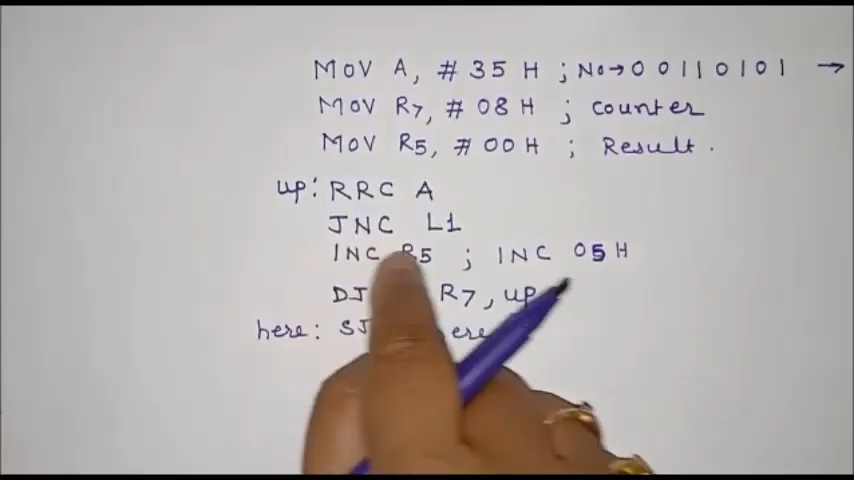 MOV A, # 35 H ; No→ 0 0 1 1 0 1 0 1 →
MOV R7, # 08 H ; Counter
MOV R5, # 00 H ; Result.
up: RRC A
JNC L1
INC R5 ; INC 05 H
R7, up
here: